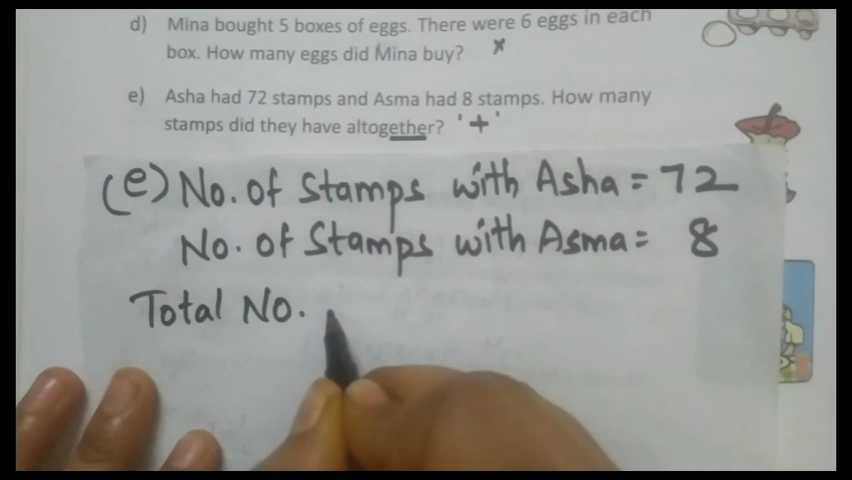 d) Mina bought 5 boxes of eggs. There were 6 eggs in each
box. How many eggs did Mina buy? ×
e) Asha had 72 stamps and Asma had 8 stamps. How many
stamps did they have altogether? '+'
(e) No. of Stamps with Asha = 72
No. of Stamps with Asma = 8
Total No.